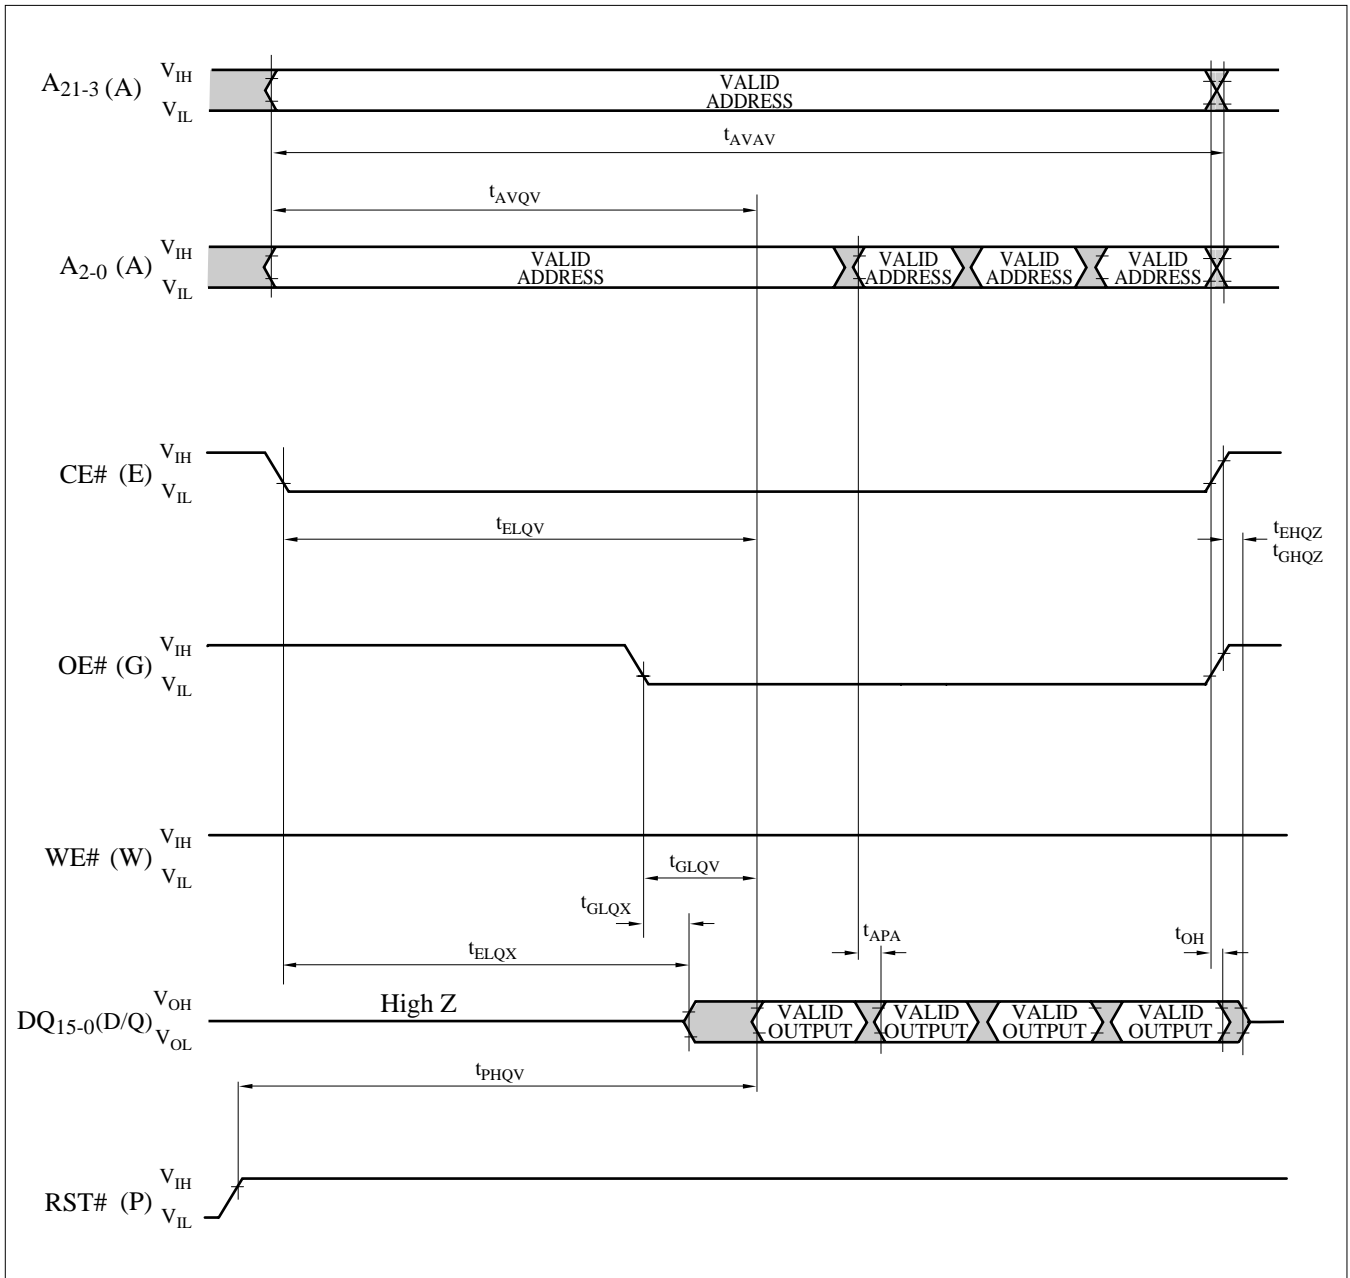 A21-3 (A) VIH VIL VALID ADDRESS
tAVAV
tAVQV
A2-0 (A) VIH VIL VALID ADDRESS VALID ADDRESS VALID ADDRESS VALID ADDRESS
CE# (E) VIH VIL
tELQV
tEHQZ
tGHQZ
OE# (G) VIH VIL
WE# (W) VIH VIL
tGLQV
tGLQX
tELQX
tAPA
tOH
DQ15-0(D/Q) VOH VOL High Z VALID OUTPUT VALID OUTPUT VALID OUTPUT VALID OUTPUT
tPHQV
RST# (P) VIH VIL